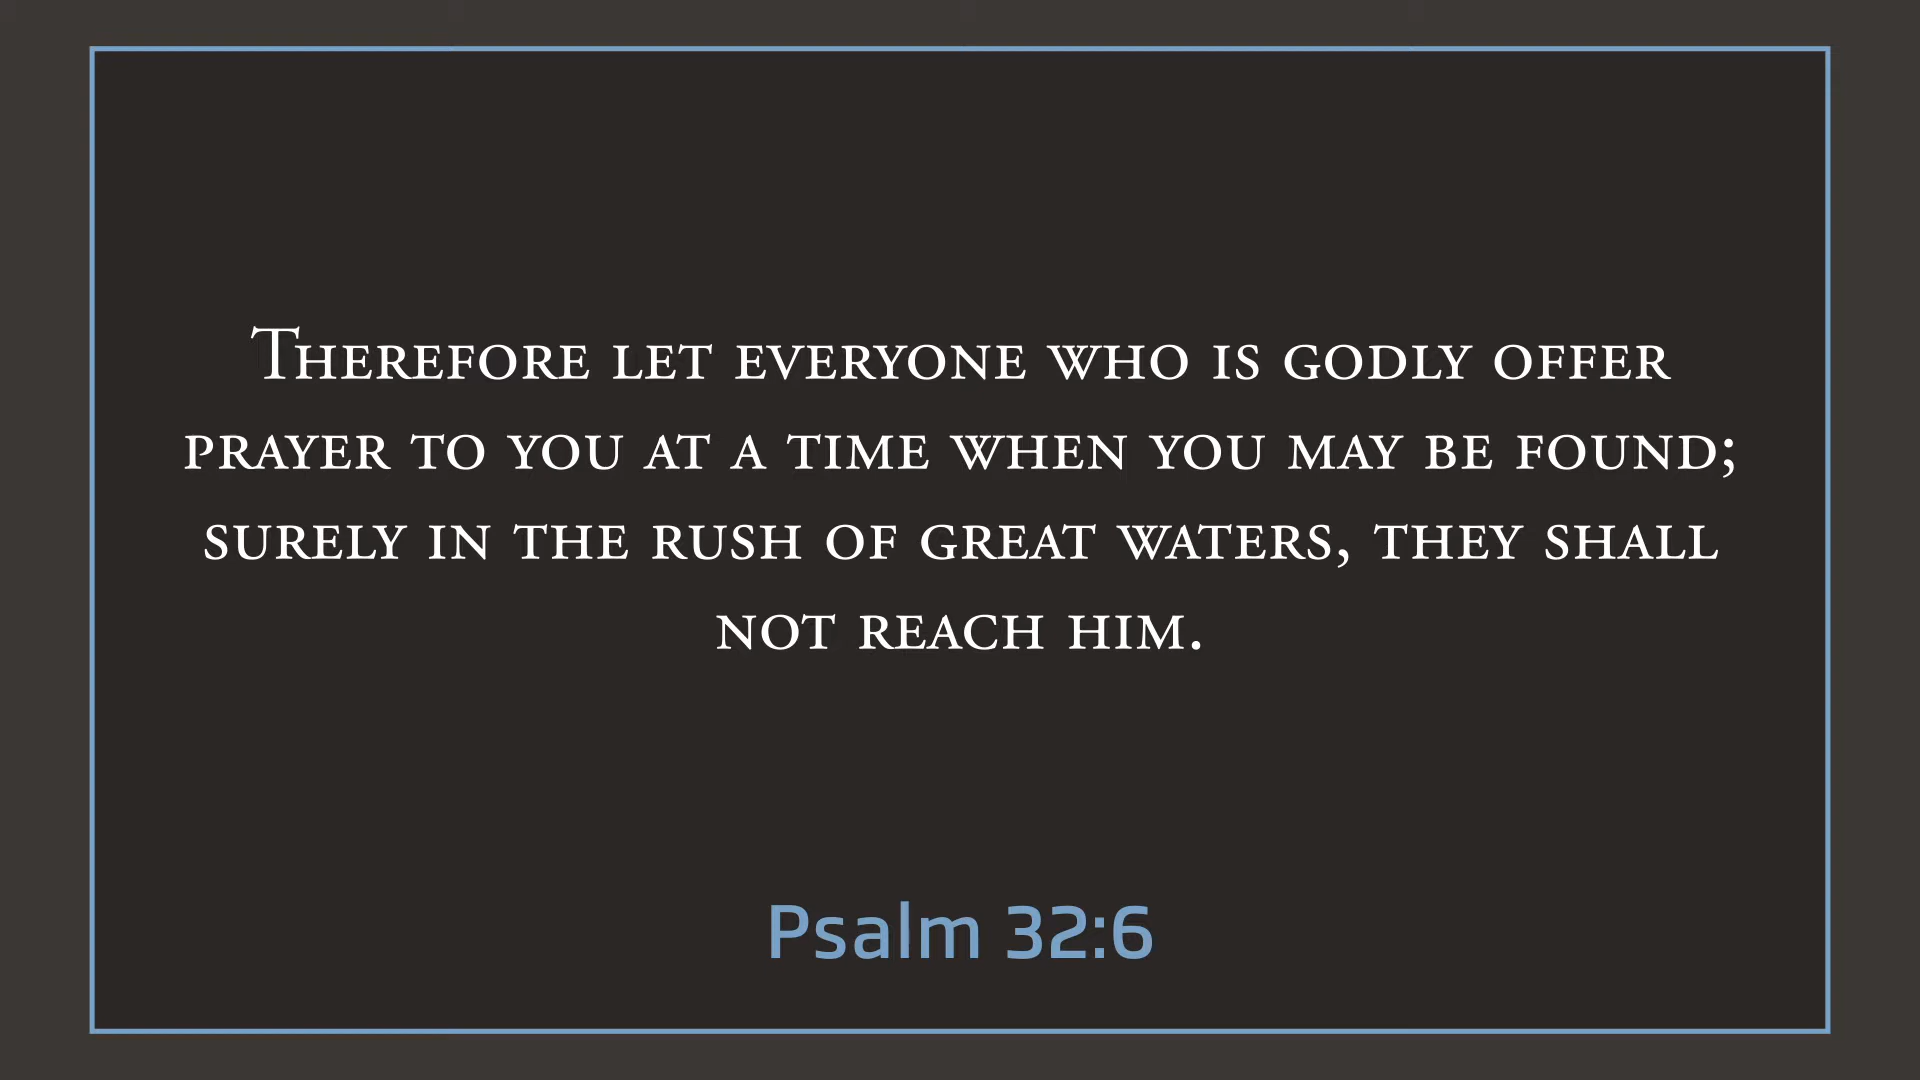 Therefore let everyone who is godly offer
prayer to you at a time when you may be found;
surely in the rush of great waters, they shall
not reach him.
Psalm 32:6